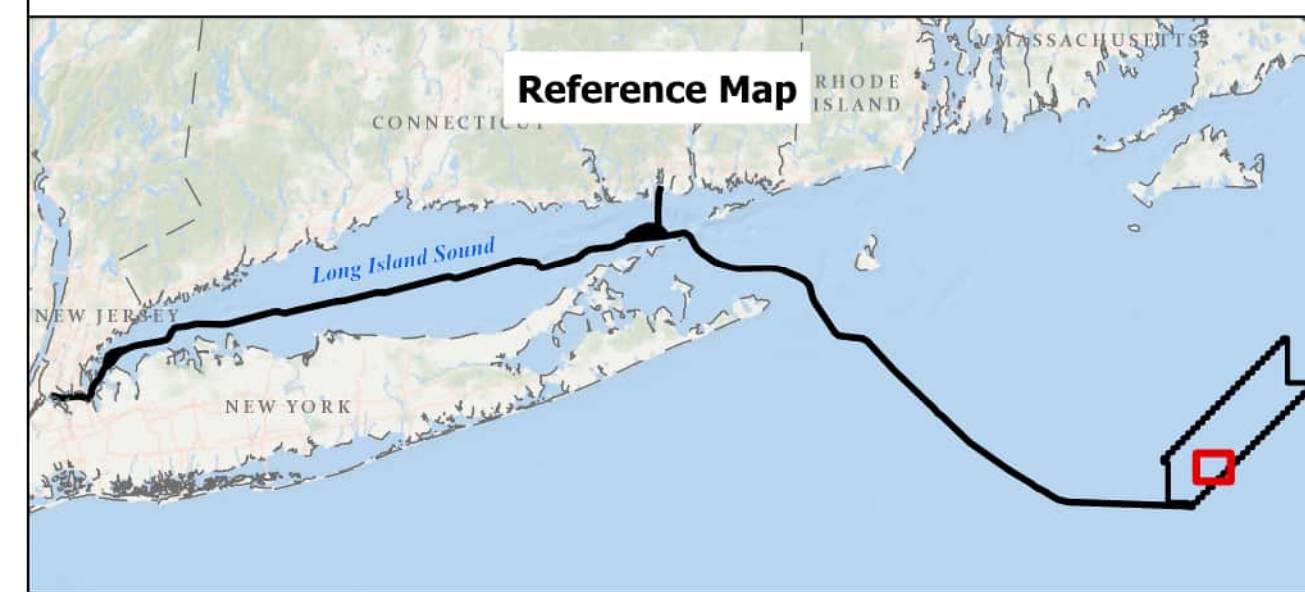 MASSACHUSETTS
Reference Map
RHODE
ISLAND
CONNECTICUT
Long Island Sound
NEW JERSEY
NEW YORK